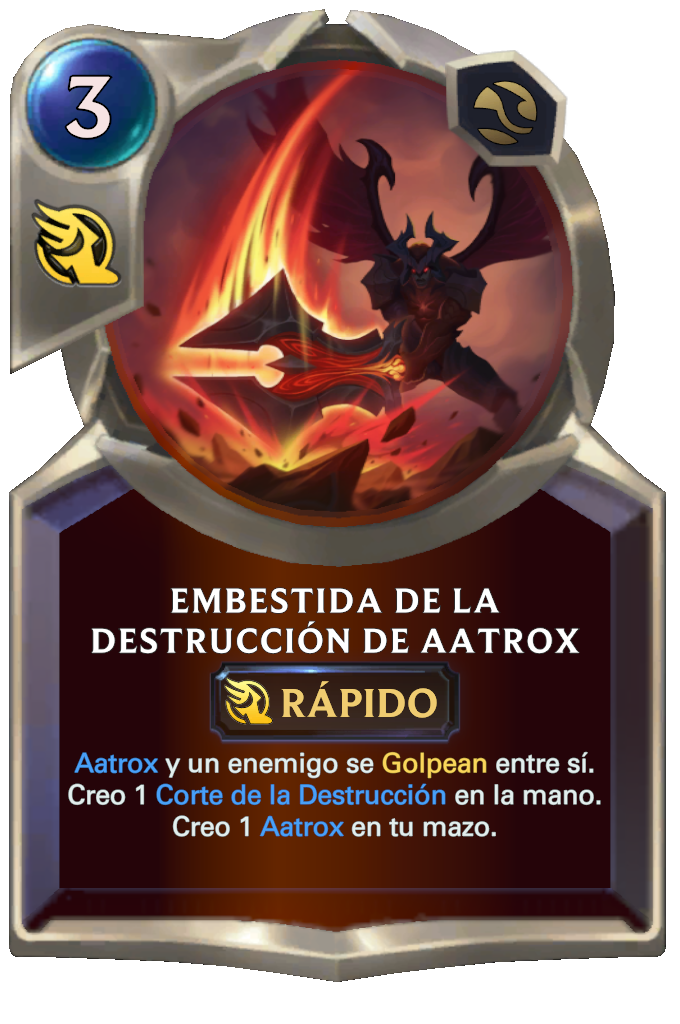 3
EMBESTIDA DE LA
DESTRUCCIÓN DE AATROX
RÁPIDO
Aatrox y un enemigo se Golpean entre sí.
Creo 1 Corte de la Destrucción en la mano.
Creo 1 Aatrox en tu mazo.